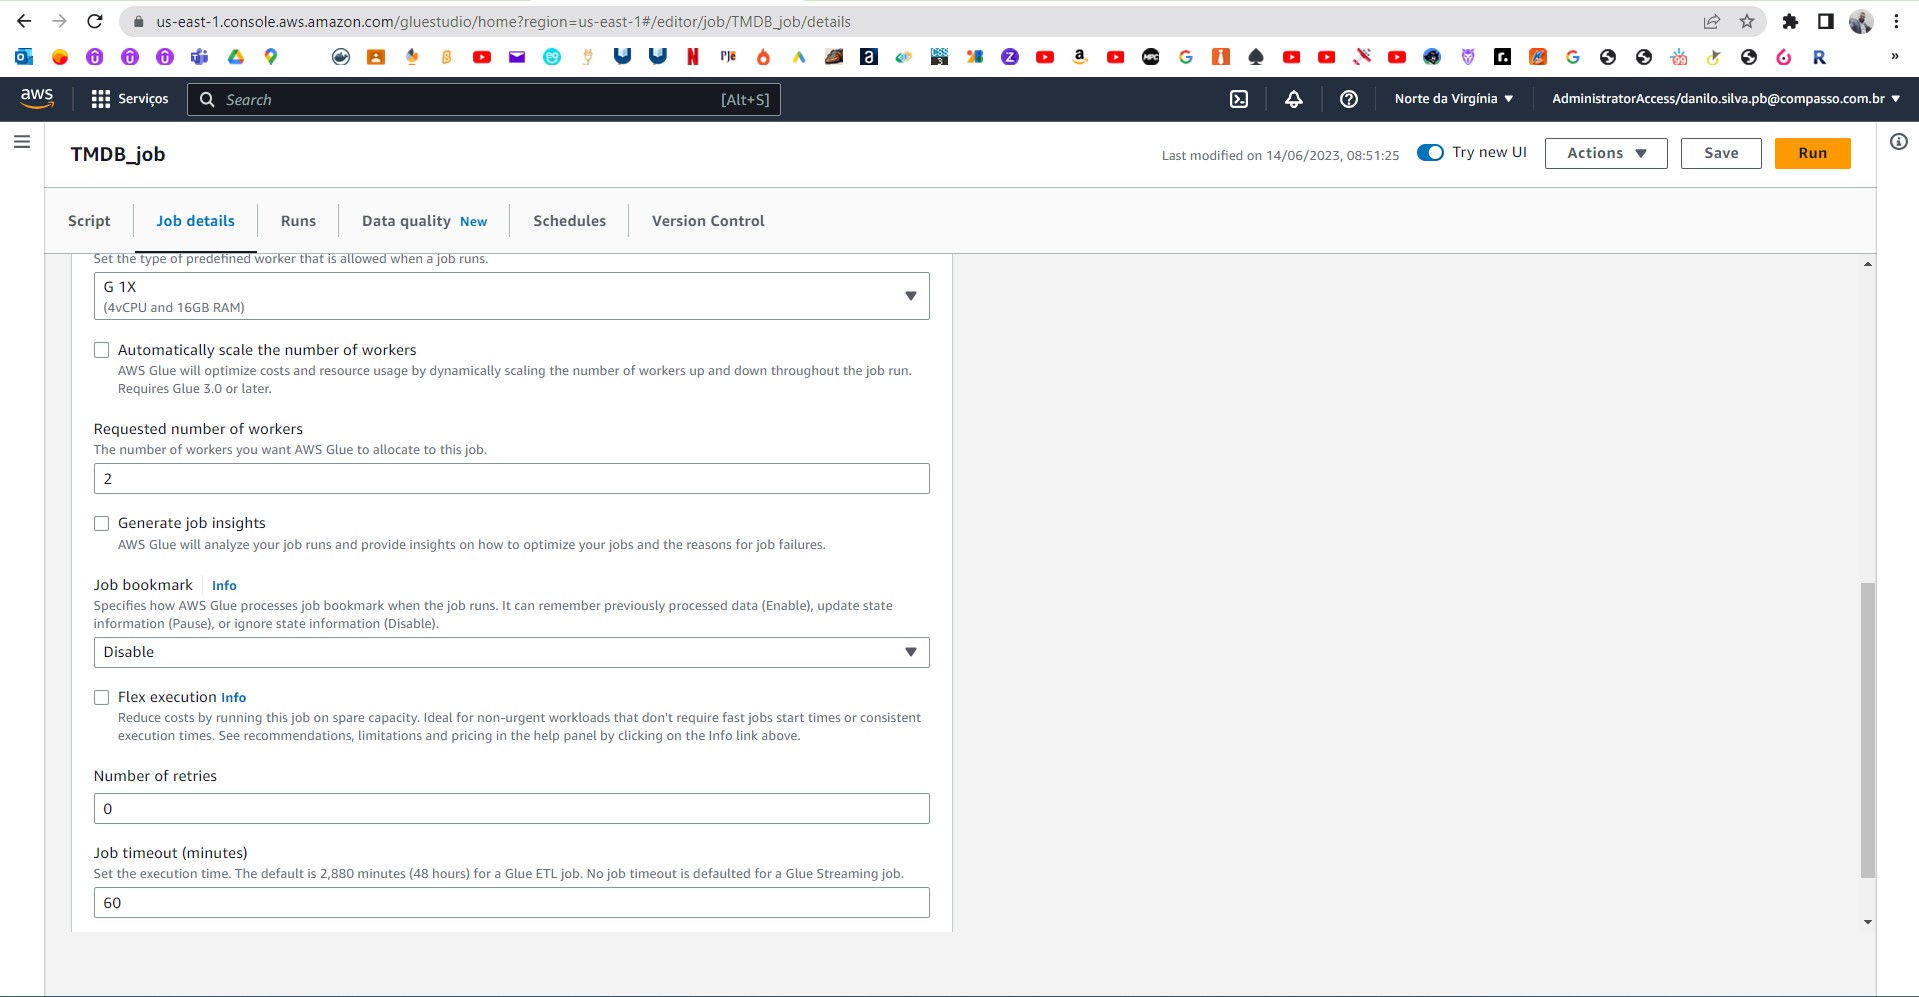 us-east-1.console.aws.amazon.com/gluestudio/home?region=us-east-1#/editor/job/TMDB_job/details
aws Serviços Search [Alt+S] Norte da Virgínia AdministratorAccess/danilo.silva.pb@compasso.com.br
TMDB_job Last modified on 14/06/2023, 08:51:25 Try new UI Actions Save Run
Script Job details Runs Data quality New Schedules Version Control
Set the type of predefined worker that is allowed when a job runs.
G 1X
(4vCPU and 16GB RAM)
Automatically scale the number of workers
AWS Glue will optimize costs and resource usage by dynamically scaling the number of workers up and down throughout the job run.
Requires Glue 3.0 or later.
Requested number of workers
The number of workers you want AWS Glue to allocate to this job.
2
Generate job insights
AWS Glue will analyze your job runs and provide insights on how to optimize your jobs and the reasons for job failures.
Job bookmark Info
Specifies how AWS Glue processes job bookmark when the job runs. It can remember previously processed data (Enable), update state
information (Pause), or ignore state information (Disable).
Disable
Flex execution Info
Reduce costs by running this job on spare capacity. Ideal for non-urgent workloads that don't require fast jobs start times or consistent
execution times. See recommendations, limitations and pricing in the help panel by clicking on the Info link above.
Number of retries
0
Job timeout (minutes)
Set the execution time. The default is 2,880 minutes (48 hours) for a Glue ETL job. No job timeout is defaulted for a Glue Streaming job.
60